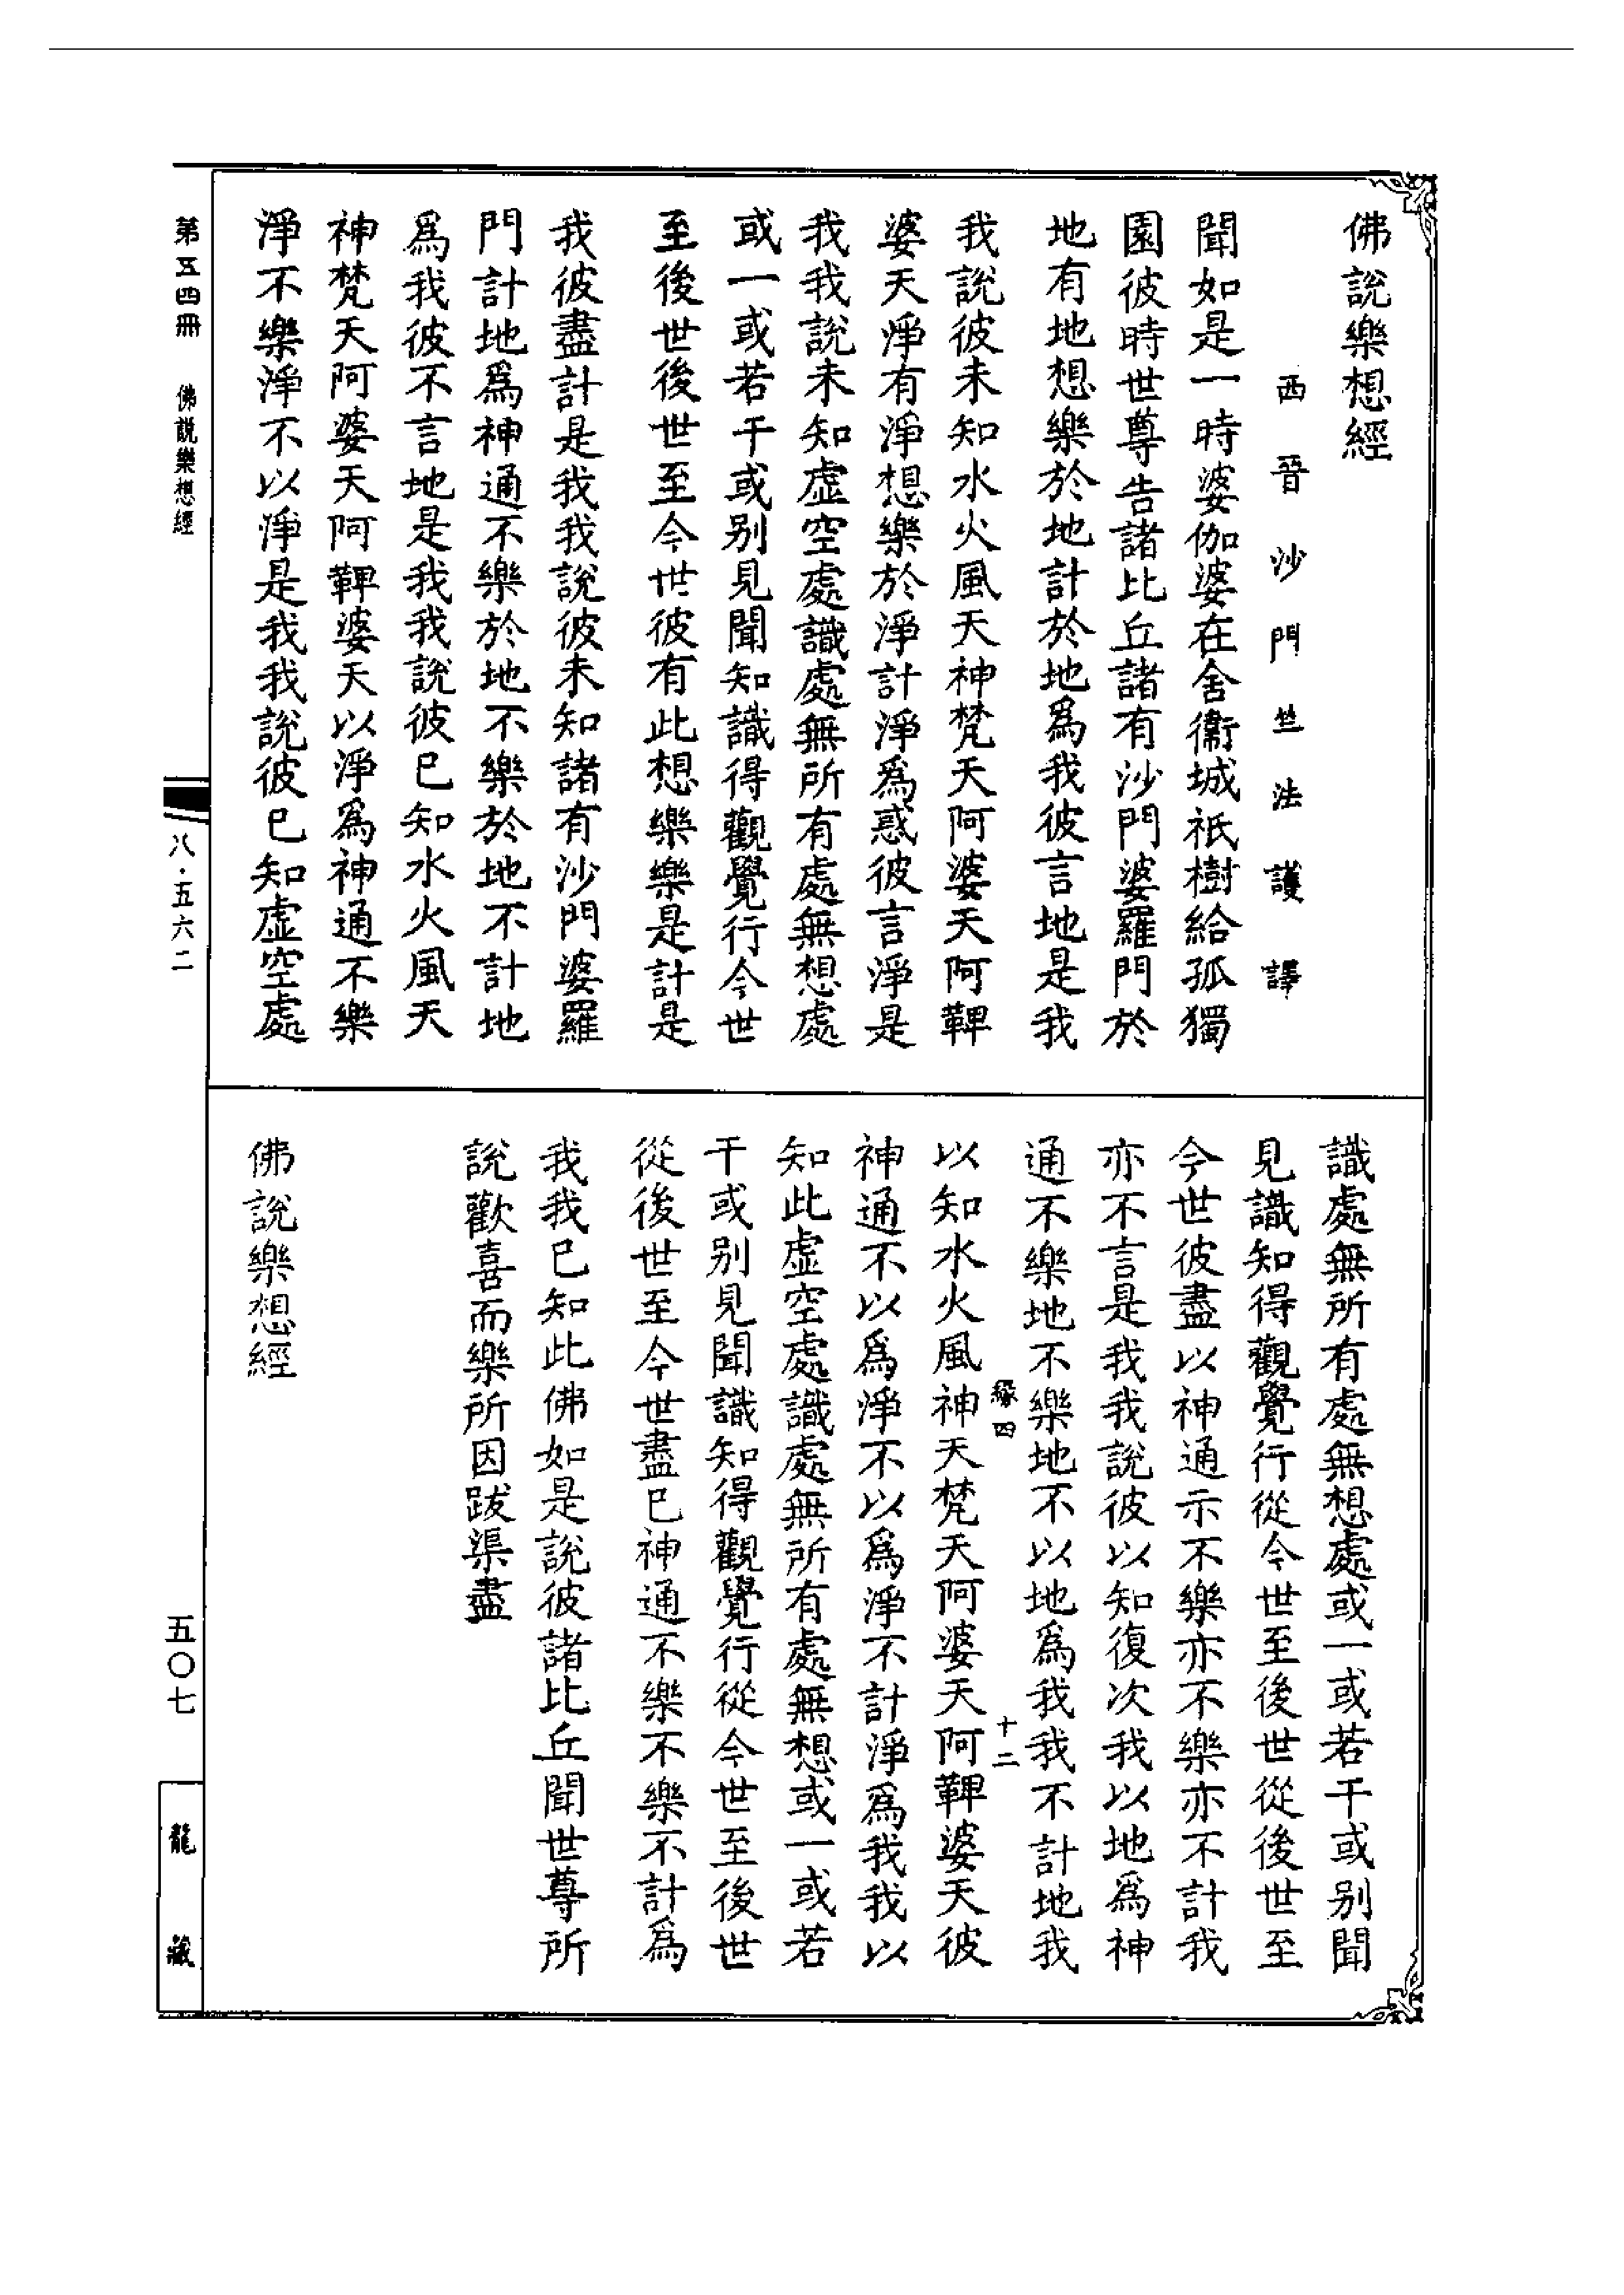 佛說樂想經
西晉沙門竺法護譯
聞如是一時婆伽婆在舍衞城祇樹給孤獨
園彼時世尊告諸比丘諸有沙門婆羅門於
地有地想樂於地計於地爲我彼言地是我
我說彼未知水火風天神梵天阿婆天阿鞞
婆天淨有淨想樂於淨計淨爲惑彼言淨是
我我說未知虛空處識處無所有處無想處
或一或若干或别見聞知識得觀覺行今世
至後世後世至今世彼有此想樂樂是計是
我彼盡計是我我說彼未知諸有沙門婆羅
門計地爲神通不樂於地不樂於地不計地
爲我彼不言地是我我說彼已知水火風天
神梵天阿婆天阿鞞婆天以淨爲神通不樂
淨不樂淨不以淨是我我說彼已知虛空處
識處無所有處無想處或一或若干或别聞
見識知得觀覺行從今世至後世從後世至
今世彼盡以神通示不樂亦不樂亦不計我
亦不言是我我說彼以知復次我以地爲神
通不樂地不樂地不以地爲我我不計地我
緣四 十二
以知水火風神天梵天阿婆天阿鞞婆天彼
神通不以爲淨不以爲淨不計淨爲我我以
知此虛空處識處無所有處無想或一或若
干或别見聞識知得觀覺行從今世至後世
從後世至今世盡已神通不樂不樂不計爲
我我已知此佛如是說彼諸比丘聞世尊所
說歡喜而樂所因跋渠盡
佛說樂想經
第五四冊 佛說樂想經
八·五六二
五〇七
龍藏